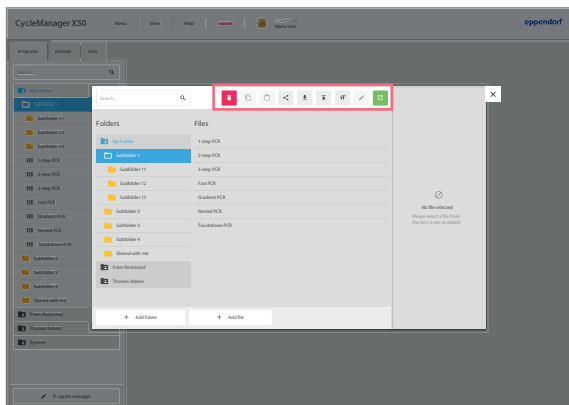 CycleManager X50
Menu
View
Help
Mario User
eppendorf
Programs
Devices
User
Search...
My Folder
Subfolder 1
Subfolder 11
Subfolder 12
Subfolder 13
1-step PCR
2-step PCR
3-step PCR
Fast PCR
Gradient PCR
Nested PCR
Touchdown PCR
Subfolder 2
Subfolder 3
Subfolder 4
Shared with me
Peter Restricted
Thomas Admin
System
Program manager
Search...
Folders
Files
My Folder
Subfolder 1
Subfolder 11
Subfolder 12
Subfolder 13
Subfolder 2
Subfolder 3
Subfolder 4
Shared with me
Peter Restricted
Thomas Admin
1-step PCR
2-step PCR
3-step PCR
Fast PCR
Gradient PCR
Nested PCR
Touchdown PCR
No file selected
Please select a file from
the list to see its details
+ Add folder
+ Add file